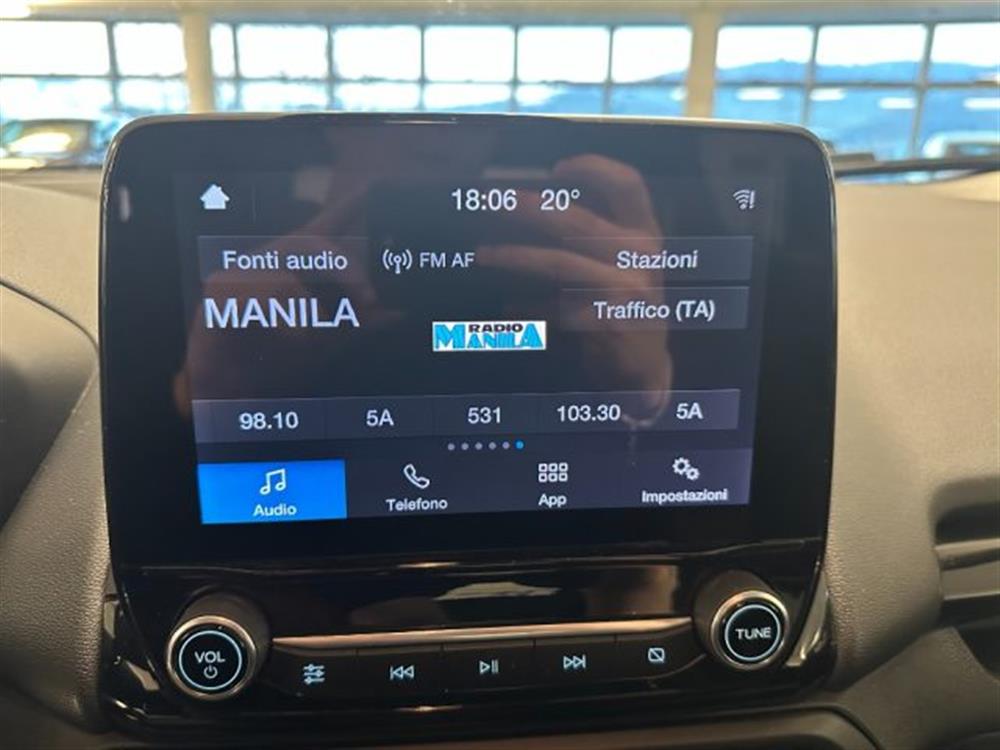 18:06 20°
Fonti audio FM AF Stazioni
MANILA Traffico (TA)
RADIO
MANILA
98.10 5A 531 103.30 5A
Audio Telefono App Impostazioni
VOL TUNE